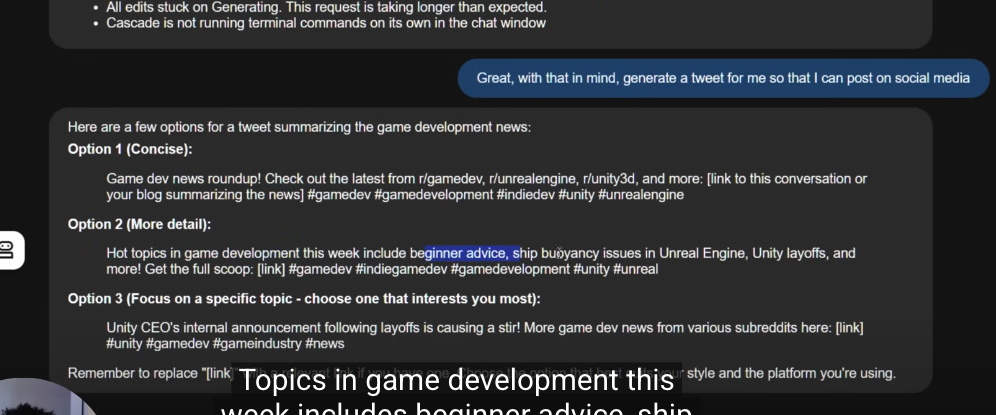 All edits stuck on Generating. This request is taking longer than expected.
Cascade is not running terminal commands on its own in the chat window
Great, with that in mind, generate a tweet for me so that I can post on social media
Here are a few options for a tweet summarizing the game development news:
Option 1 (Concise):
Game dev news roundup! Check out the latest from r/gamedev, r/unrealengine, r/unity3d, and more: [link to this conversation or
your blog summarizing the news] #gamedev #gamedevelopment #indiedev #unity #unrealengine
Option 2 (More detail):
Hot topics in game development this week include beginner advice, ship buoyancy issues in Unreal Engine, Unity layoffs, and
more! Get the full scoop: [link] #gamedev #indiegamedev #gamedevelopment #unity #unreal
Option 3 (Focus on a specific topic - choose one that interests you most):
Unity CEO's internal announcement following layoffs is causing a stir! More game dev news from various subreddits here: [link]
#unity #gamedev #gameindustry #news
Remember to replace "[link]" style and the platform you're using.
Topics in game development this
week includes beginner advice, ship